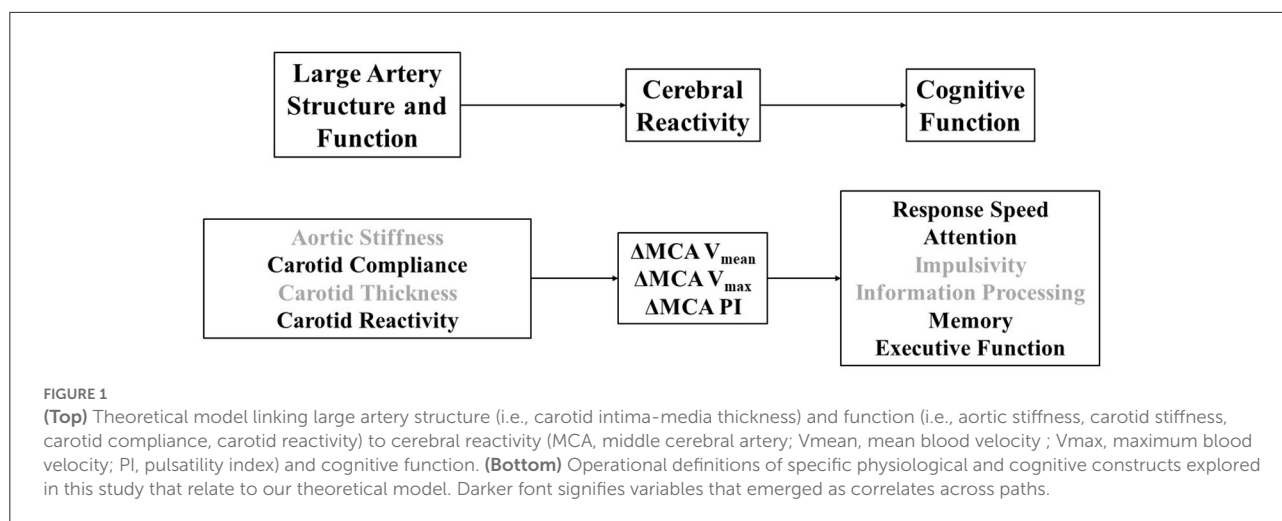 Large Artery
Structure and
Function
Cerebral
Reactivity
Cognitive
Function
Aortic Stiffness
Carotid Compliance
Carotid Thickness
Carotid Reactivity
ΔMCA Vmean
ΔMCA Vmax
ΔMCA PI
Response Speed
Attention
Impulsivity
Information Processing
Memory
Executive Function
FIGURE 1
(Top) Theoretical model linking large artery structure (i.e., carotid intima-media thickness) and function (i.e., aortic stiffness, carotid stiffness,
carotid compliance, carotid reactivity) to cerebral reactivity (MCA, middle cerebral artery; Vmean, mean blood velocity ; Vmax, maximum blood
velocity; PI, pulsatility index) and cognitive function. (Bottom) Operational definitions of specific physiological and cognitive constructs explored
in this study that relate to our theoretical model. Darker font signifies variables that emerged as correlates across paths.